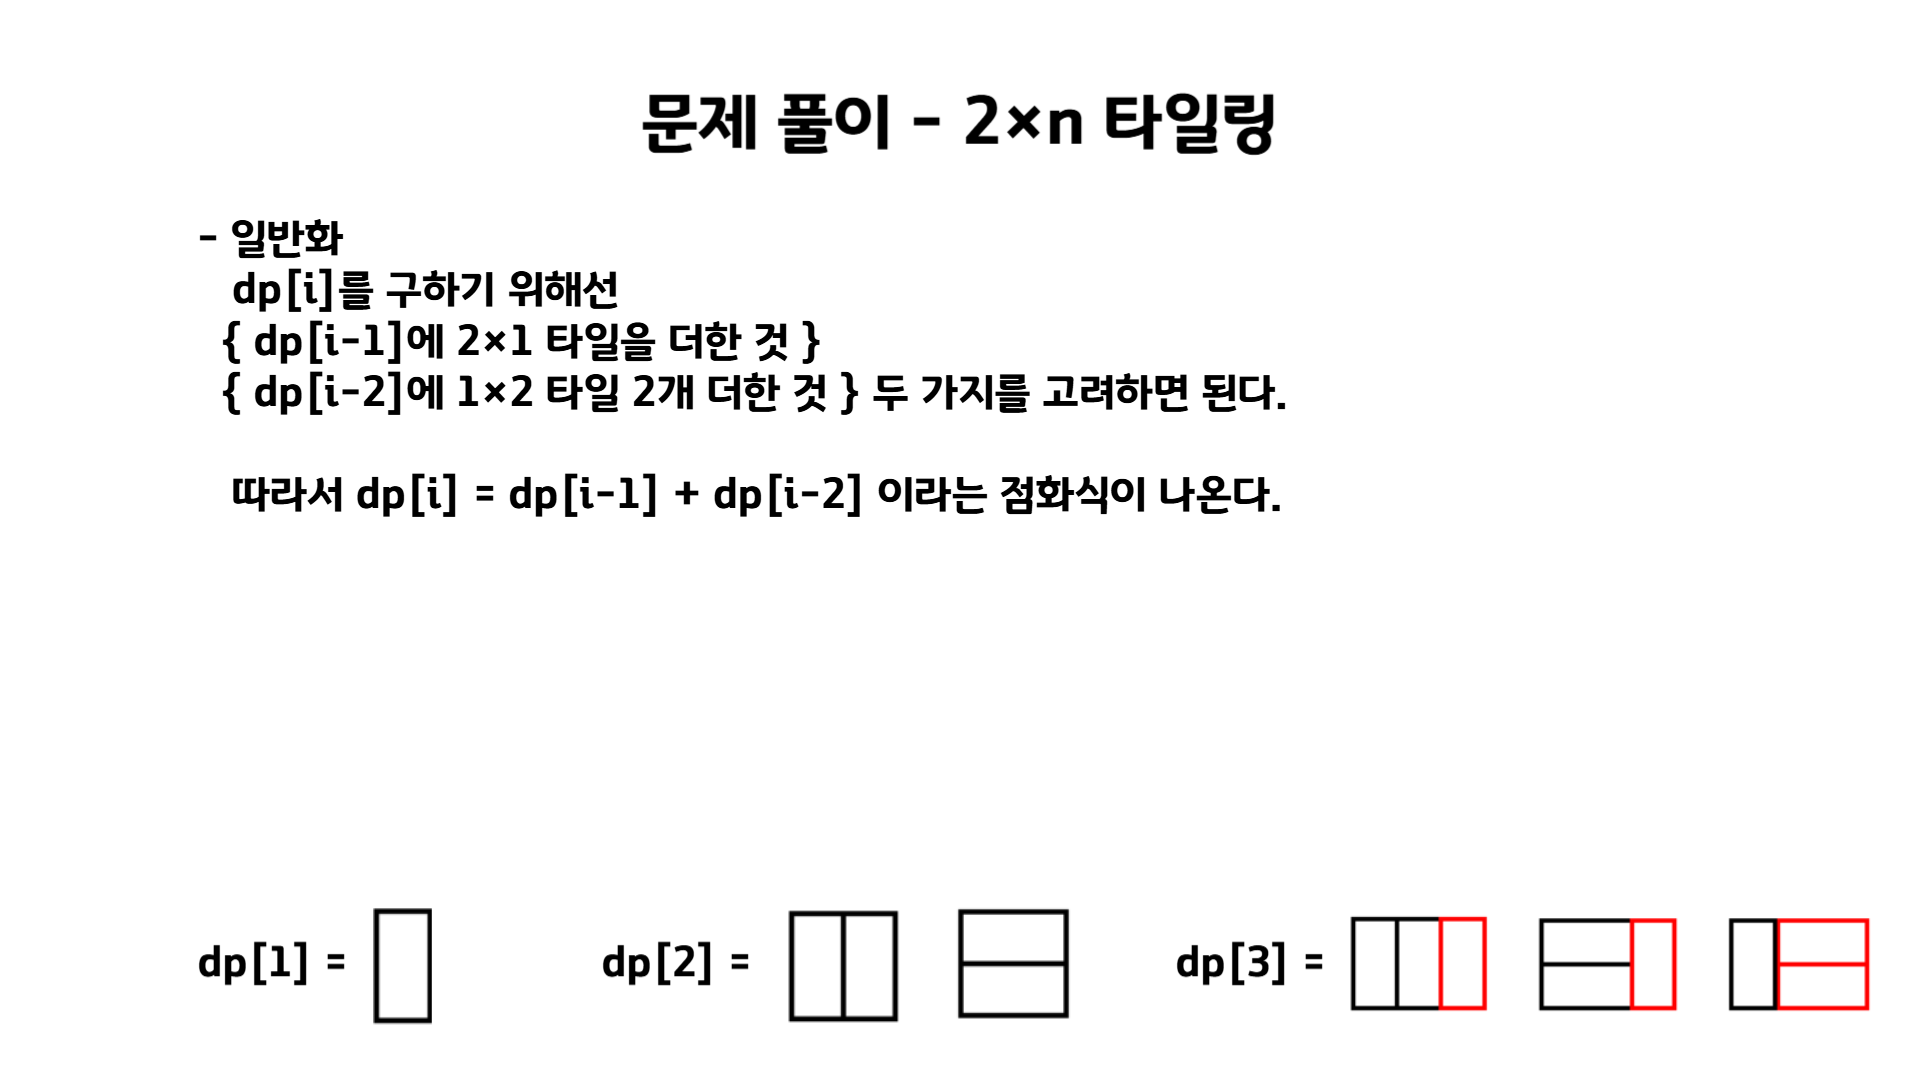 문제 풀이 - 2×n 타일링
- 일반화
dp[i]를 구하기 위해선
{ dp[i-1]에 2×1 타일을 더한 것 }
{ dp[i-2]에 1×2 타일 2개 더한 것 } 두 가지를 고려하면 된다.
따라서 dp[i] = dp[i-1] + dp[i-2] 이라는 점화식이 나온다.
dp[1] =
dp[2] =
dp[3] =